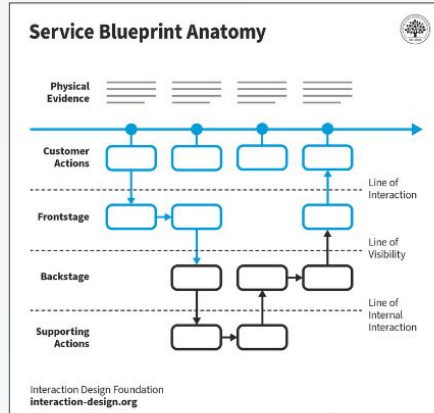 Service Blueprint Anatomy
Physical
Evidence
Customer
Actions
Line of
Interaction
Frontstage
Line of
Visibility
Backstage
Line of
Internal
Interaction
Supporting
Actions
Interaction Design Foundation
interaction-design.org